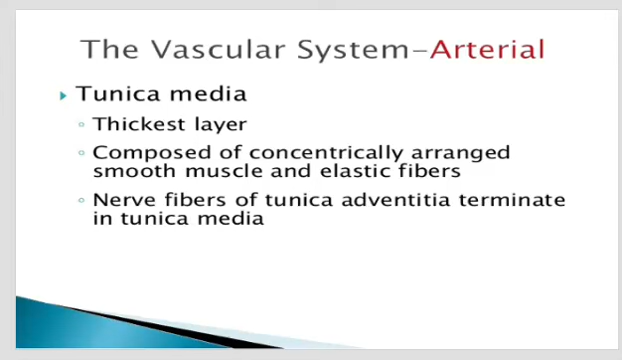 The Vascular System-Arterial
Tunica media
Thickest layer
Composed of concentrically arranged
smooth muscle and elastic fibers
Nerve fibers of tunica adventitia terminate
in tunica media